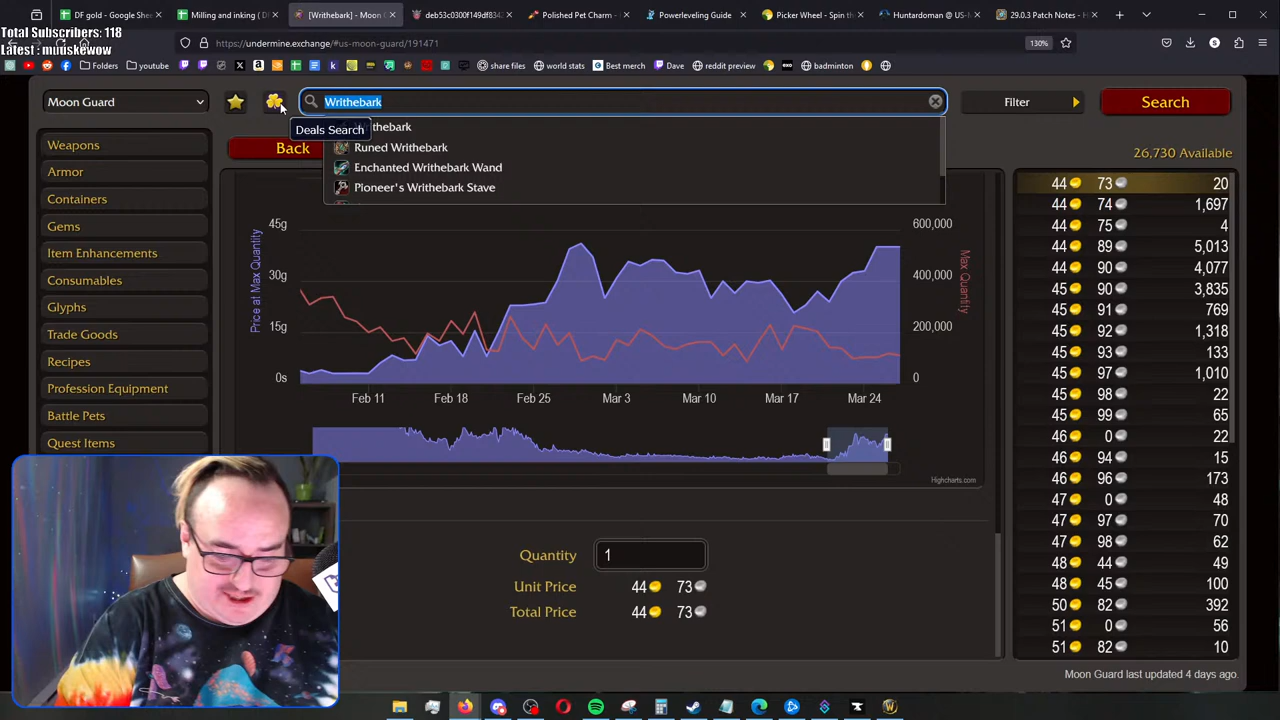 DF gold - Google Shee
Milling and inking ( DF
[Writhebark] - Moon G
deb53c0300f149df8343
Polished Pet Charm - It
Powerleveling Guide
Picker Wheel - Spin th
Huntardoman @ US-M
29.0.3 Patch Notes - H
Total Subscribers: 118
Latest : muuskewow
https://undermine.exchange/#us-moon-guard/191471
130%
Folders
youtube
share files
world stats
Best merch
Dave
reddit preview
badminton
Moon Guard
Writhebark
Filter
Search
Deals Search
thebark
Runed Writhebark
Enchanted Writhebark Wand
Pioneer's Writhebark Stave
Back
26,730 Available
Weapons
Armor
Containers
Gems
Item Enhancements
Consumables
Glyphs
Trade Goods
Recipes
Profession Equipment
Battle Pets
Quest Items
Price at Max Quantity
45g
30g
15g
0s
600,000
400,000
200,000
0
Max Quantity
Feb 11
Feb 18
Feb 25
Mar 3
Mar 10
Mar 17
Mar 24
Highcharts.com
Quantity
1
Unit Price
44 73
Total Price
44 73
44 73 20
44 74 1,697
44 75 4
44 89 5,013
44 90 4,077
45 90 3,835
45 91 769
45 92 1,318
45 93 133
45 97 1,010
45 98 22
45 99 65
46 0 22
46 94 15
46 96 173
47 0 48
47 97 70
47 98 62
48 44 49
48 45 100
50 82 392
51 0 56
51 82 10
Moon Guard last updated 4 days ago.